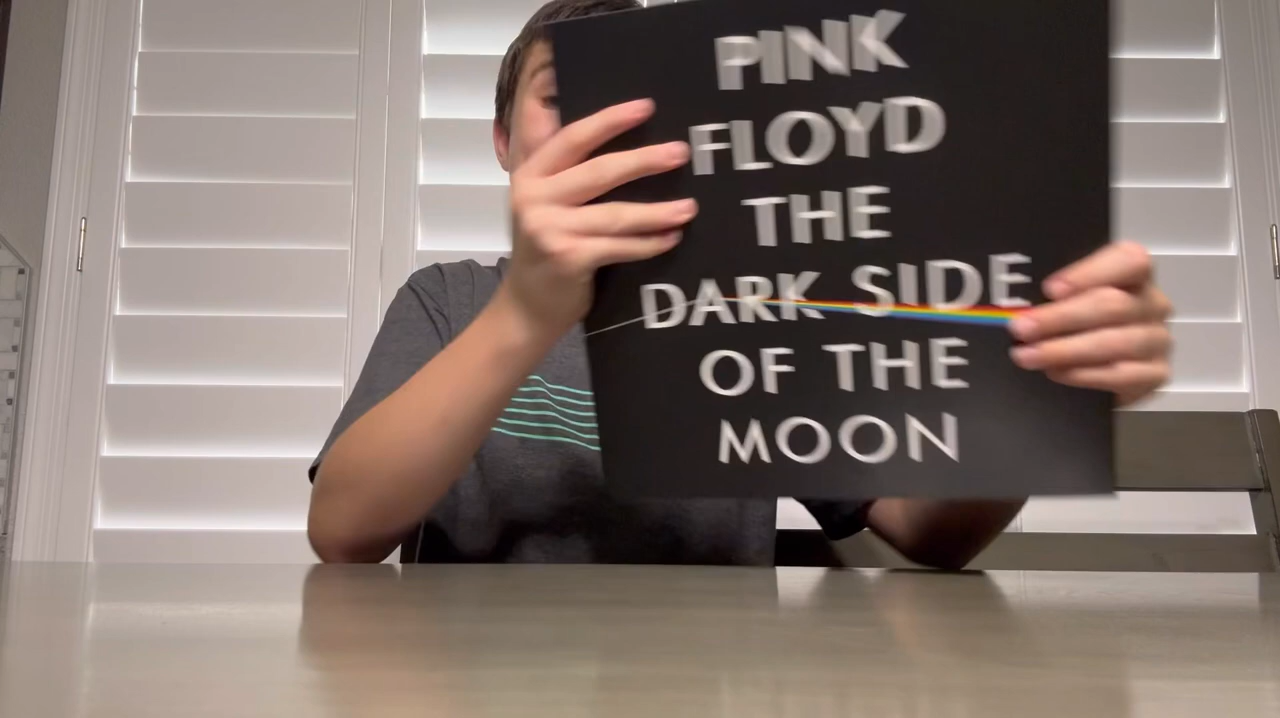 PINK
FLOYD
THE
DARK SIDE
OF THE
MOON